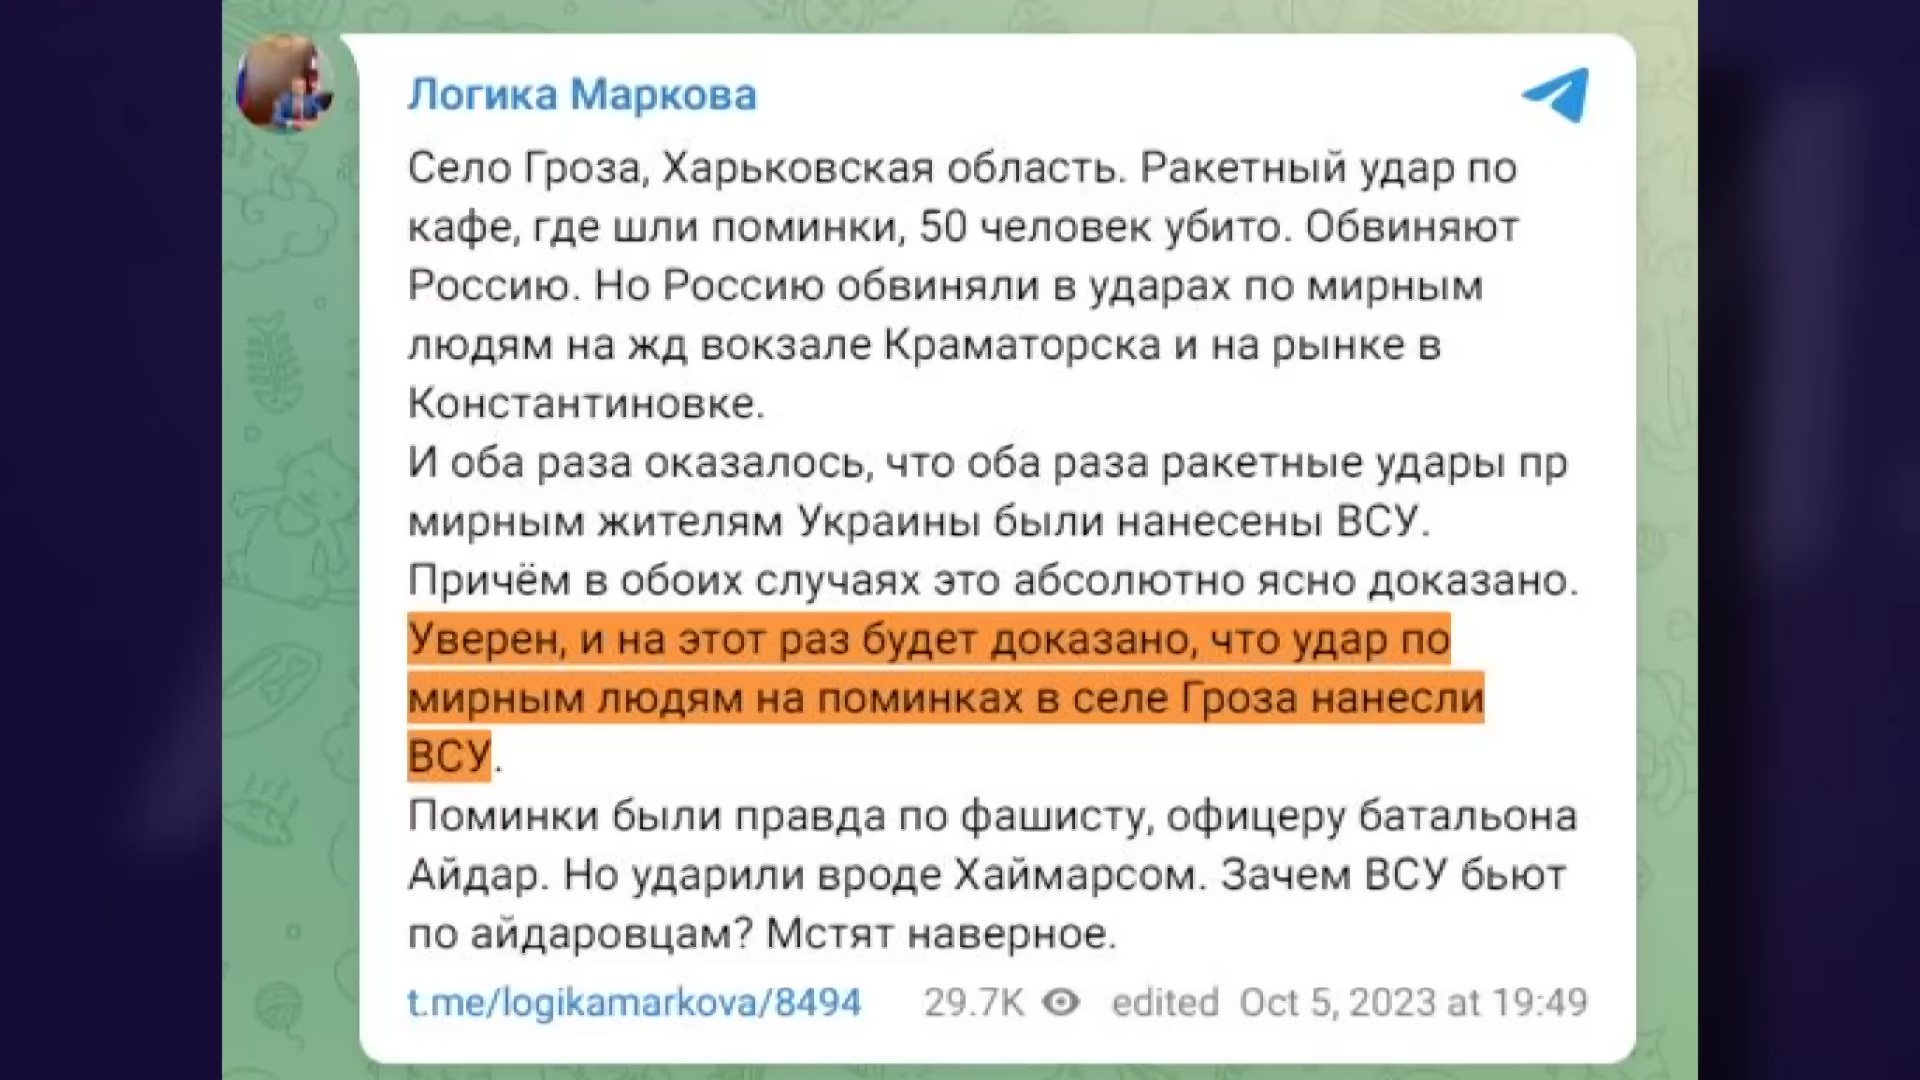 Логика Маркова
Село Гроза, Харьковская область. Ракетный удар по
кафе, где шли поминки, 50 человек убито. Обвиняют
Россию. Но Россию обвиняли в ударах по мирным
людям на жд вокзале Краматорска и на рынке в
Константиновке.
И оба раза оказалось, что оба раза ракетные удары пр
мирным жителям Украины были нанесены ВСУ.
Причём в обоих случаях это абсолютно ясно доказано.
Уверен, и на этот раз будет доказано, что удар по
мирным людям на поминках в селе Гроза нанесли
ВСУ.
Поминки были правда по фашисту, офицеру батальона
Айдар. Но ударили вроде Хаймарсом. Зачем ВСУ бьют
по айдаровцам? Мстят наверное.
t.me/logikamarkova/8494 29.7K edited Oct 5, 2023 at 19:49